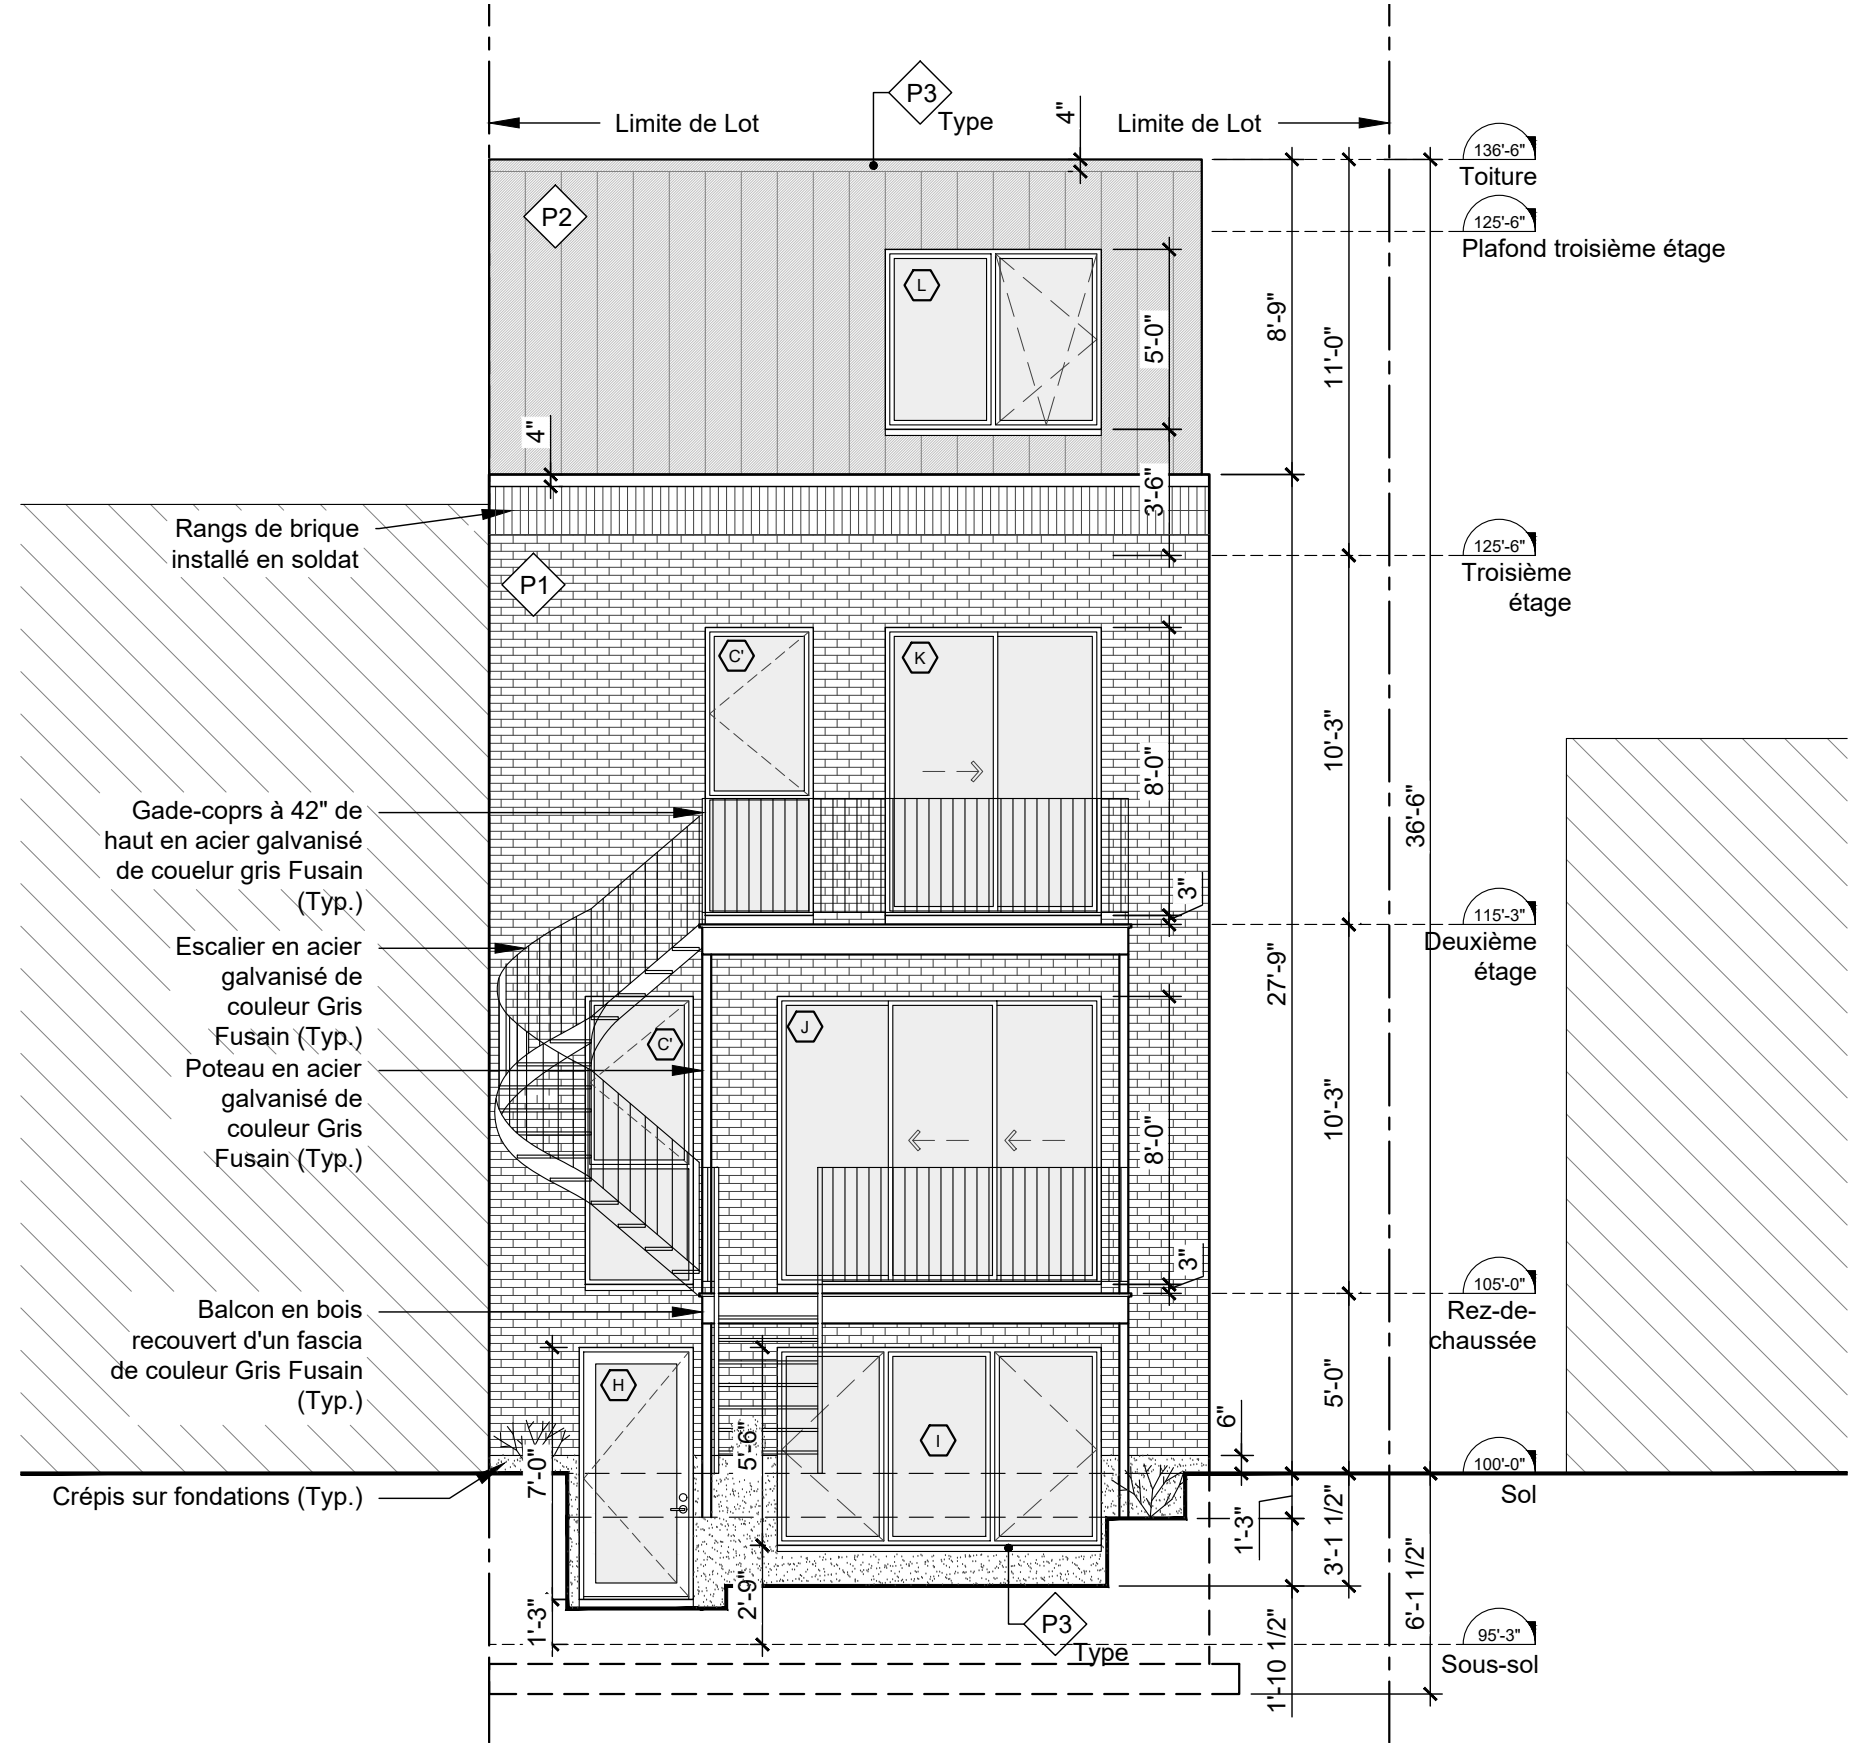 P3
Type
4"
Limite de Lot
Limite de Lot
136'-6"
Toiture
P2
125'-6"
Plafond troisième étage
L
5'-0"
8'-9"
11'-0"
4"
3'-6"
Rangs de brique
installé en soldat
125'-6"
Troisième
étage
P1
C'
K
8'-0"
10'-3"
36'-6"
Gade-coprs à 42" de
haut en acier galvanisé
de couelur gris Fusain
(Typ.)
3"
115'-3"
Deuxième
étage
Escalier en acier
galvanisé de
couleur Gris
Fusain (Typ.)
27'-9"
C'
J
Poteau en acier
galvanisé de
couleur Gris
Fusain (Typ.)
8'-0"
10'-3"
3"
105'-0"
Rez-de-
chaussée
Balcon en bois
recouvert d'un fascia
de couleur Gris Fusain
(Typ.)
H
I
5'-0"
6"
7'-0"
5'-6"
100'-0"
Sol
Crépis sur fondations (Typ.)
1'-3"
3'-1 1/2"
6'-1 1/2"
1'-3"
2'-9"
P3
Type
1'-10 1/2"
95'-3"
Sous-sol